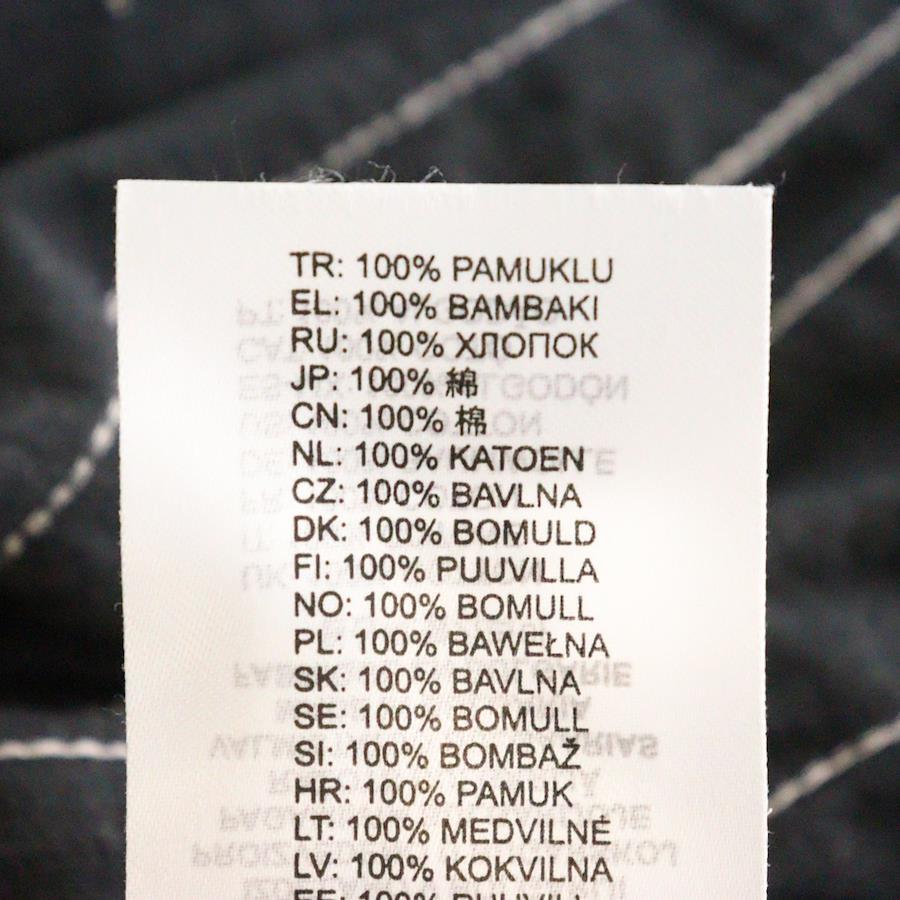 TR: 100% PAMUKLU
EL: 100% BAMBAKI
RU: 100% ХЛОПОК
JP: 100% 綿
CN: 100% 棉
NL: 100% KATOEN
CZ: 100% BAVLNA
DK: 100% BOMULD
FI: 100% PUUVILLA
NO: 100% BOMULL
PL: 100% BAWEŁNA
SK: 100% BAVLNA
SE: 100% BOMULL
SI: 100% BOMBAŽ
HR: 100% PAMUK
LT: 100% MEDVILNĖ
LV: 100% KOKVILNA